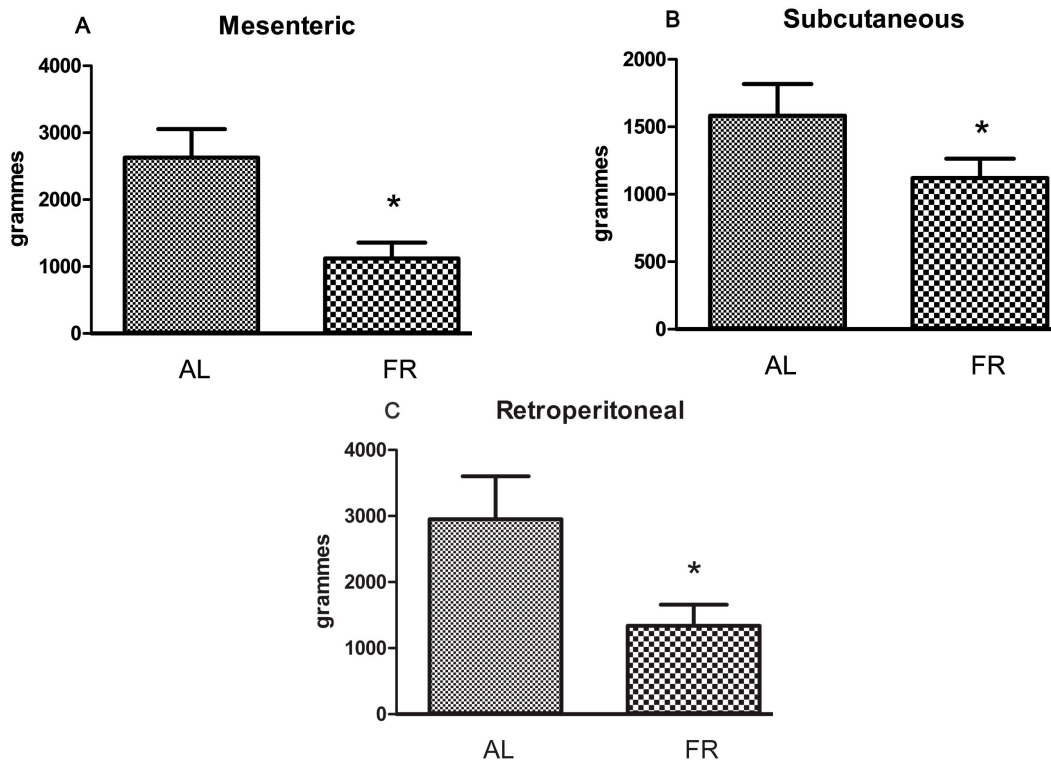 A
Mesenteric
4000
3000
2000
1000
0
grammes
*
AL
FR
B
Subcutaneous
2000
1500
1000
500
0
grammes
*
AL
FR
C
Retroperitoneal
4000
3000
2000
1000
0
grammes
*
AL
FR